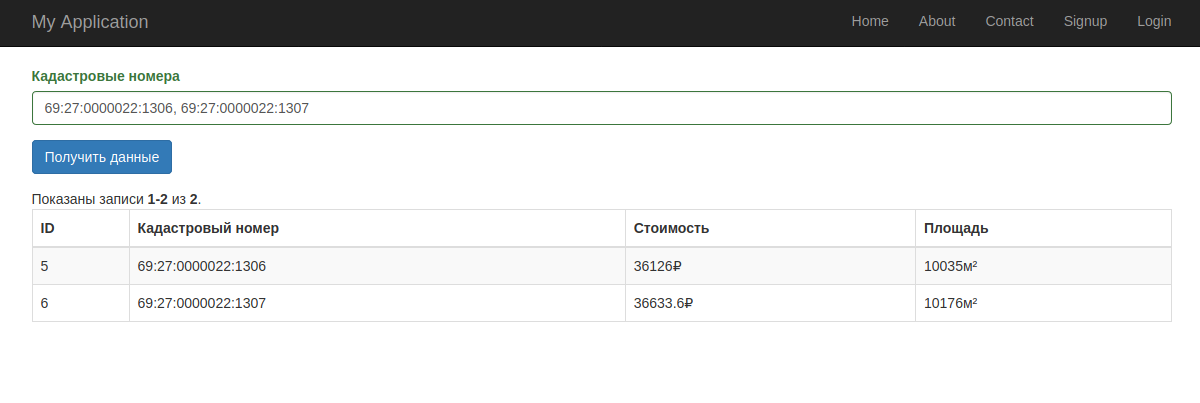 My Application Home About Contact Signup Login
Кадастровые номера
69:27:0000022:1306, 69:27:0000022:1307
Получить данные
Показаны записи 1-2 из 2.
ID Кадастровый номер Стоимость Площадь
5 69:27:0000022:1306 36126₽ 10035м²
6 69:27:0000022:1307 36633.6₽ 10176м²